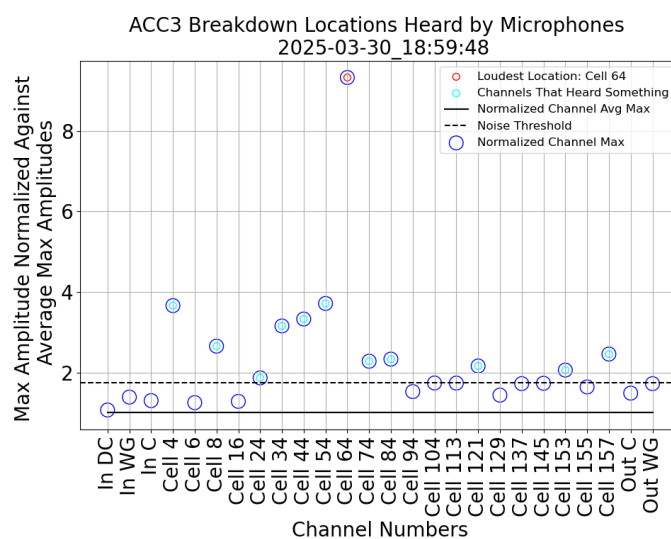 ACC3 Breakdown Locations Heard by Microphones
2025-03-30_18:59:48
Max Amplitude Normalized Against
Average Max Amplitudes
8
6
4
2
Loudest Location: Cell 64
Channels That Heard Something
Normalized Channel Avg Max
Noise Threshold
Normalized Channel Max
In DC
In WG
In C
Cell 4
Cell 6
Cell 8
Cell 16
Cell 24
Cell 34
Cell 44
Cell 54
Cell 64
Cell 74
Cell 84
Cell 94
Cell 104
Cell 113
Cell 121
Cell 129
Cell 137
Cell 145
Cell 153
Cell 155
Cell 157
Out C
Out WG
Channel Numbers